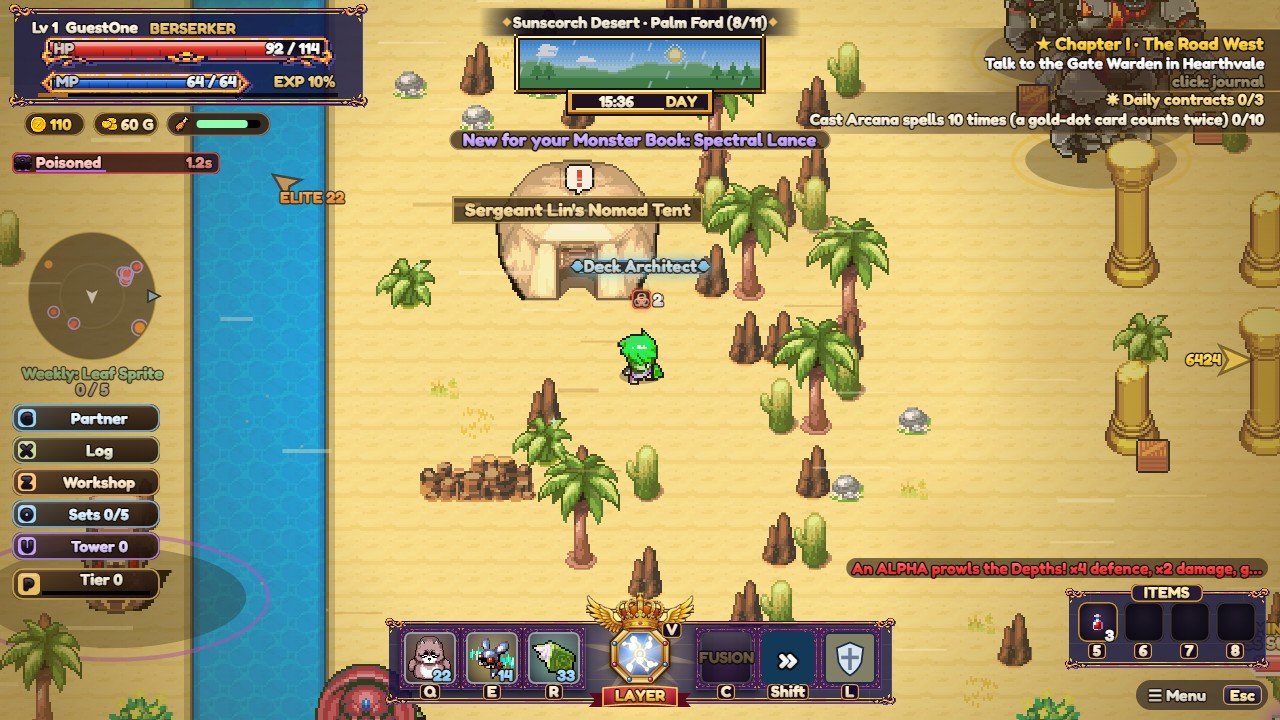 Lv 1 GuestOne BERSERKER
HP 92 / 114
MP 64/64 EXP 10%
110 60 G
Poisoned 1.2s
Sunscorch Desert · Palm Ford (8/11)
15:36 DAY
New for your Monster Book: Spectral Lance
★ Chapter I · The Road West
Talk to the Gate Warden in Hearthvale
click: journal
Daily contracts 0/3
Cast Arcana spells 10 times (a gold-dot card counts twice) 0/10
ELITE 22
!
Sergeant Lin's Nomad Tent
Deck Architect
2
6424
Weekly: Leaf Sprite
0 / 5
Partner
X Log
Z Workshop
Sets 0/5
U Tower 0
P Tier 0
An ALPHA prowls the Depths! x4 defence, x2 damage, g...
ITEMS
3
5 6 7 8
22 14 33 V FUSION
Q E R LAYER C Shift L
☰ Menu Esc